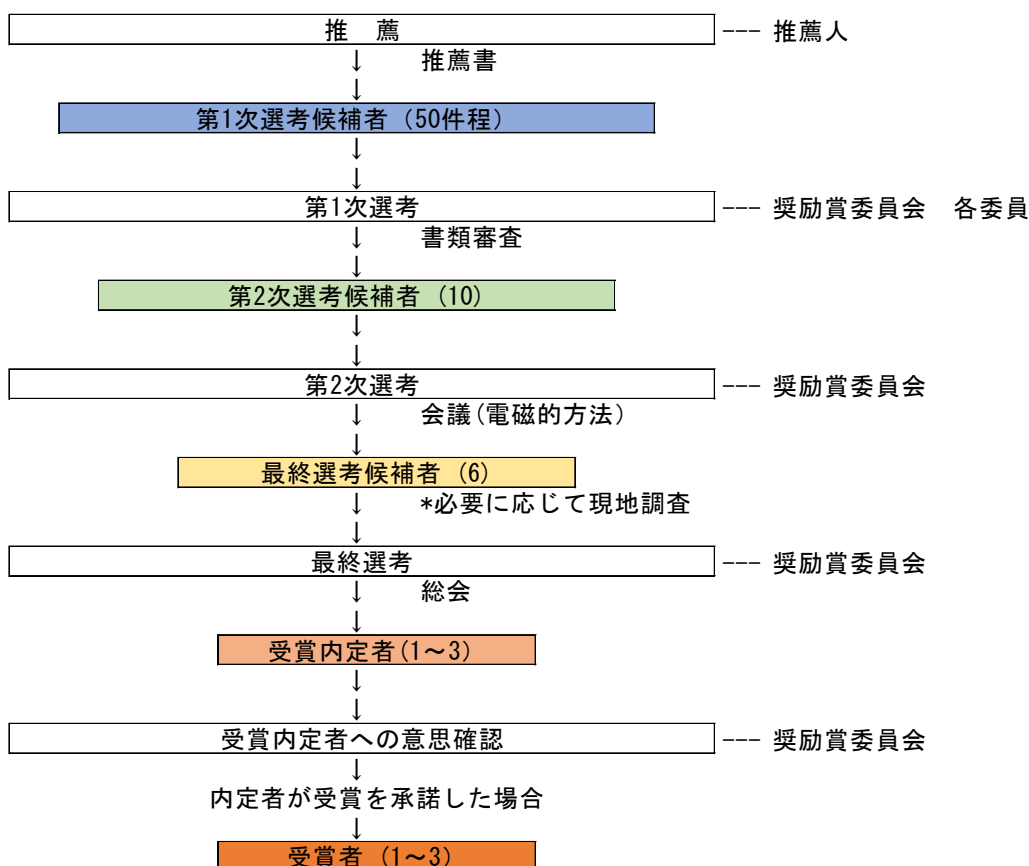 推　薦 --- 推薦人
↓ 推薦書
↓
第1次選考候補者（50件程）
↓
↓
第1次選考 --- 奨励賞委員会　各委員
↓ 書類審査
↓
第2次選考候補者（10）
↓
↓
第2次選考 --- 奨励賞委員会
↓ 会議(電磁的方法)
↓
最終選考候補者（6）
↓ *必要に応じて現地調査
↓
最終選考 --- 奨励賞委員会
↓ 総会
↓
受賞内定者(1～3)
↓
↓
受賞内定者への意思確認 --- 奨励賞委員会
↓
内定者が受賞を承諾した場合
↓
受賞者（1～3）